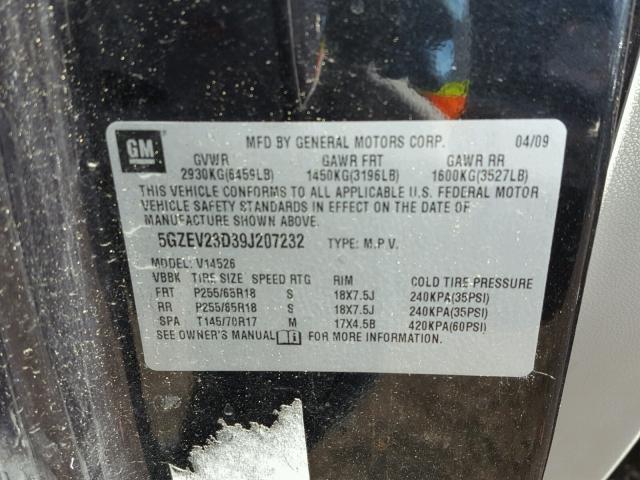 GM
MFD BY GENERAL MOTORS CORP. 04/09
GVWR GAWR FRT GAWR RR
2930KG(6459LB) 1450KG(3196LB) 1600KG(3527LB)
THIS VEHICLE CONFORMS TO ALL APPLICABLE U.S. FEDERAL MOTOR
VEHICLE SAFETY STANDARDS IN EFFECT ON THE DATE OF
MANUFACTURE SHOWN ABOVE.
5GZEV23D39J207232 TYPE: M.P.V.
MODEL: V14526
VBBK TIRE SIZE SPEED RTG RIM COLD TIRE PRESSURE
FRT P255/65R18 S 18X7.5J 240KPA(35PSI)
RR P255/65R18 S 18X7.5J 240KPA(35PSI)
SPA T145/70R17 M 17X4.5B 420KPA(60PSI)
SEE OWNER'S MANUAL FOR MORE INFORMATION.